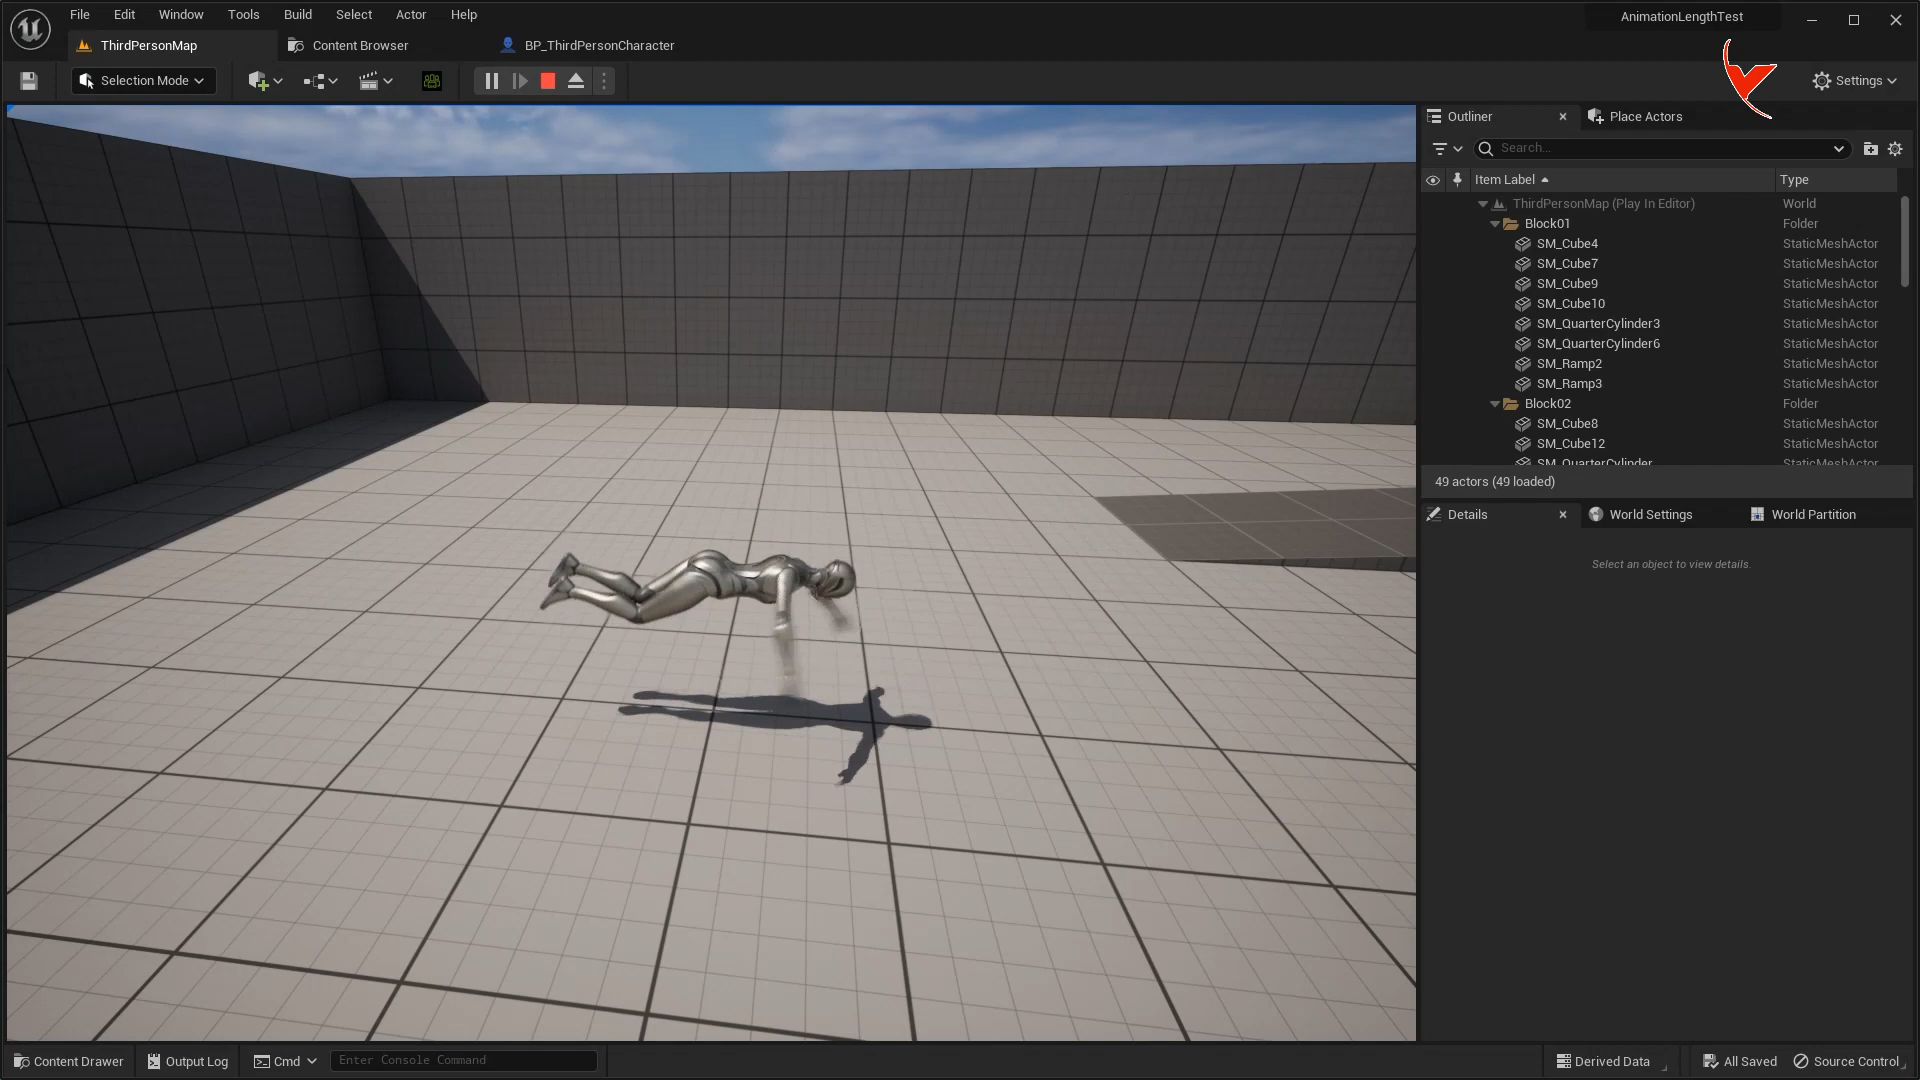 File Edit Window Tools Build Select Actor Help
AnimationLengthTest
ThirdPersonMap
Content Browser
BP_ThirdPersonCharacter
Selection Mode
Settings
Outliner
Place Actors
Search...
Item Label
Type
ThirdPersonMap (Play In Editor) World
Block01 Folder
SM_Cube4 StaticMeshActor
SM_Cube7 StaticMeshActor
SM_Cube9 StaticMeshActor
SM_Cube10 StaticMeshActor
SM_QuarterCylinder3 StaticMeshActor
SM_QuarterCylinder6 StaticMeshActor
SM_Ramp2 StaticMeshActor
SM_Ramp3 StaticMeshActor
Block02 Folder
SM_Cube8 StaticMeshActor
SM_Cube12 StaticMeshActor
SM_QuarterCylinder StaticMeshActor
49 actors (49 loaded)
Details
World Settings
World Partition
Select an object to view details.
Content Drawer
Output Log
Cmd
Enter Console Command
Derived Data
All Saved
Source Control